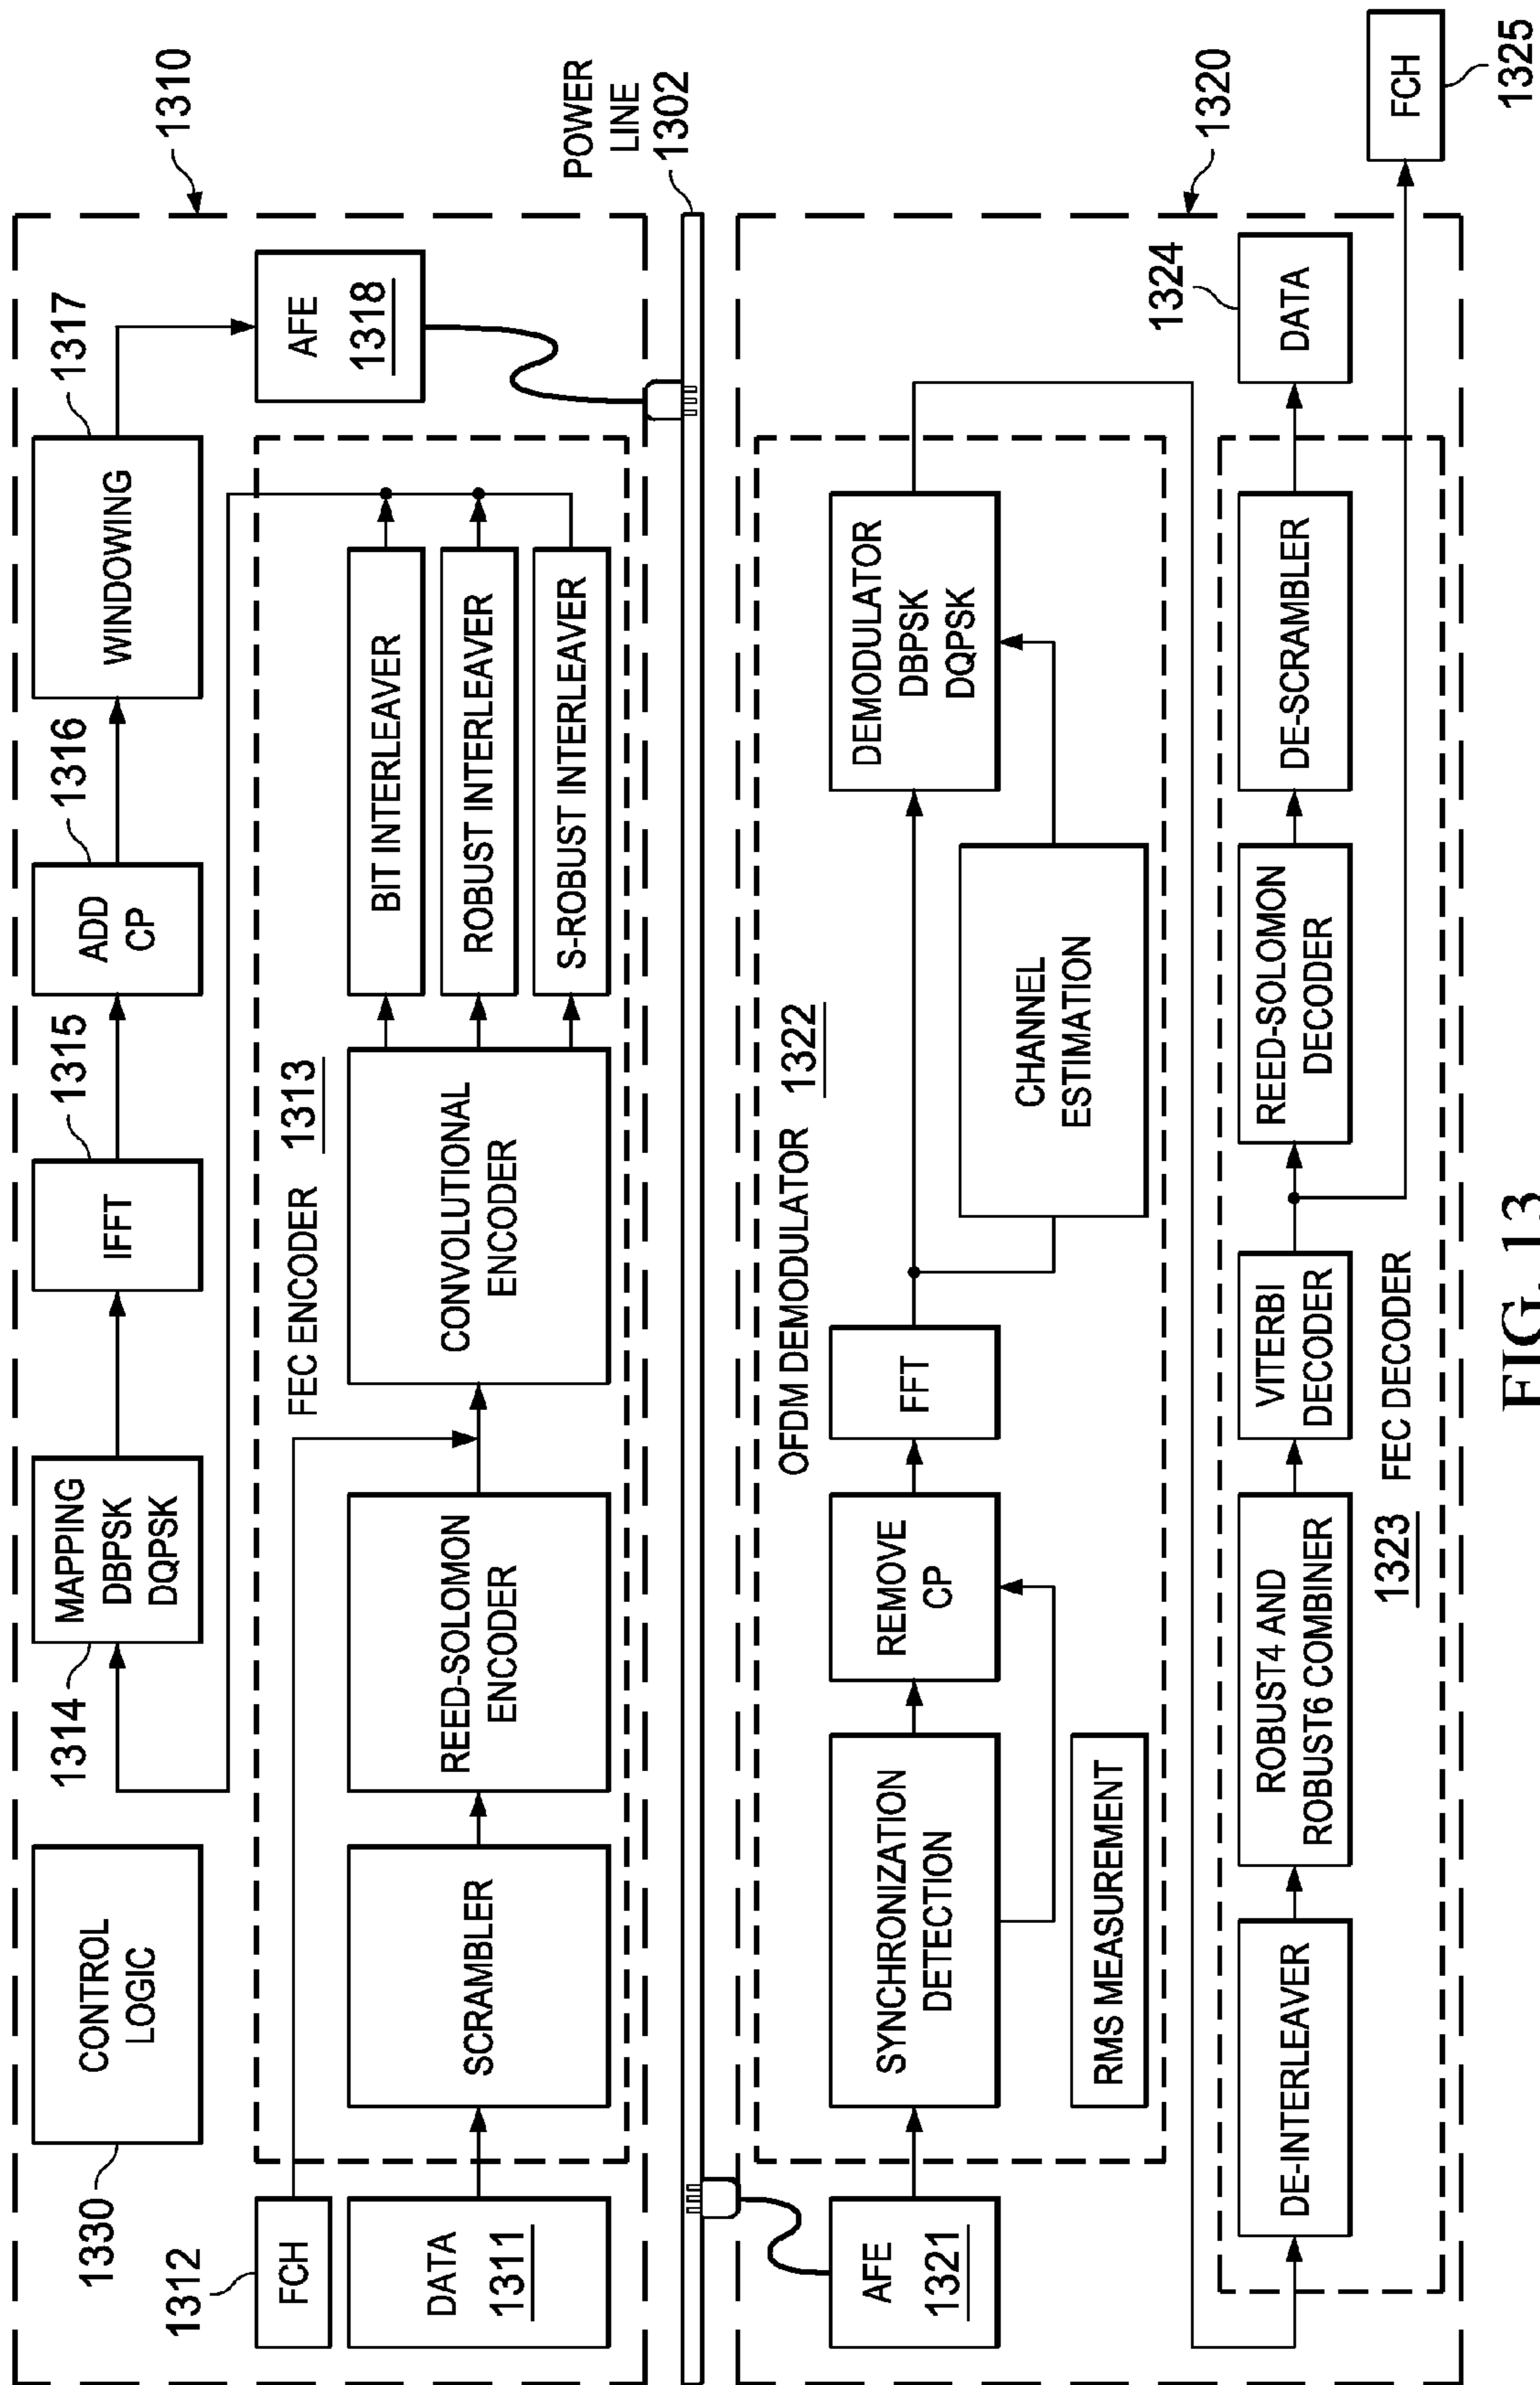 1310
CONTROL
LOGIC
1330
MAPPING
DBPSK
DQPSK
1314
IFFT
1315
ADD
CP
1316
WINDOWING
1317
AFE
1318
1312
FCH
DATA
1311
FEC ENCODER 1313
SCRAMBLER
REED-SOLOMON
ENCODER
CONVOLUTIONAL
ENCODER
BIT INTERLEAVER
ROBUST INTERLEAVER
S-ROBUST INTERLEAVER
POWER
LINE
1302
AFE
1321
OFDM DEMODULATOR 1322
SYNCHRONIZATION
DETECTION
REMOVE
CP
FFT
DEMODULATOR
DBPSK
DQPSK
CHANNEL
ESTIMATION
RMS MEASUREMENT
1320
DE-INTERLEAVER
ROBUST4 AND
ROBUST6 COMBINER
VITERBI
DECODER
REED-SOLOMON
DECODER
DE-SCRAMBLER
DATA
1324
1323 FEC DECODER
FCH
1325
FIG. 13